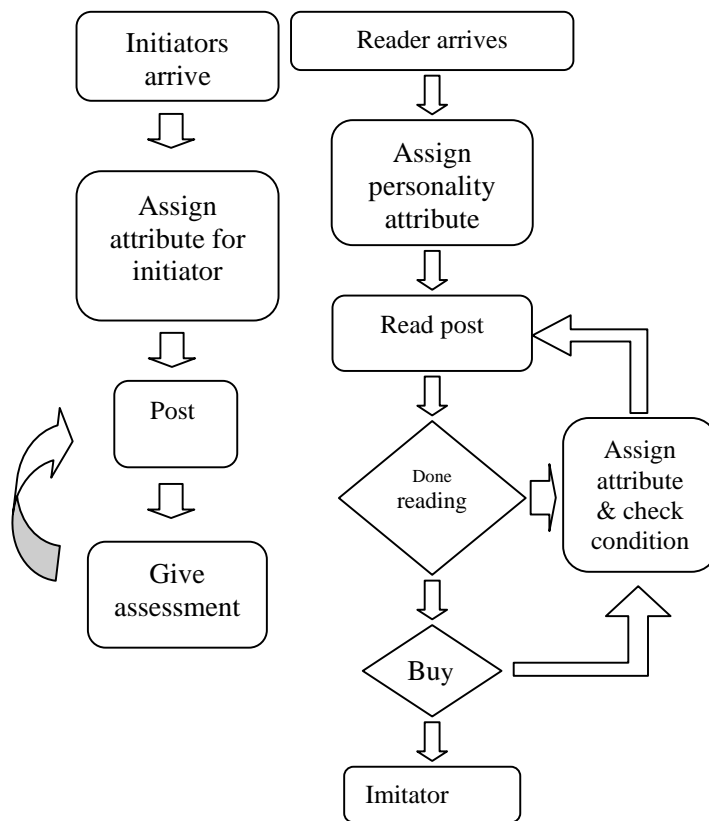 Initiators
arrive
Assign
attribute for
initiator
Post
Give
assessment
Reader arrives
Assign
personality
attribute
Read post
Done
reading
Assign
attribute
& check
condition
Buy
Imitator